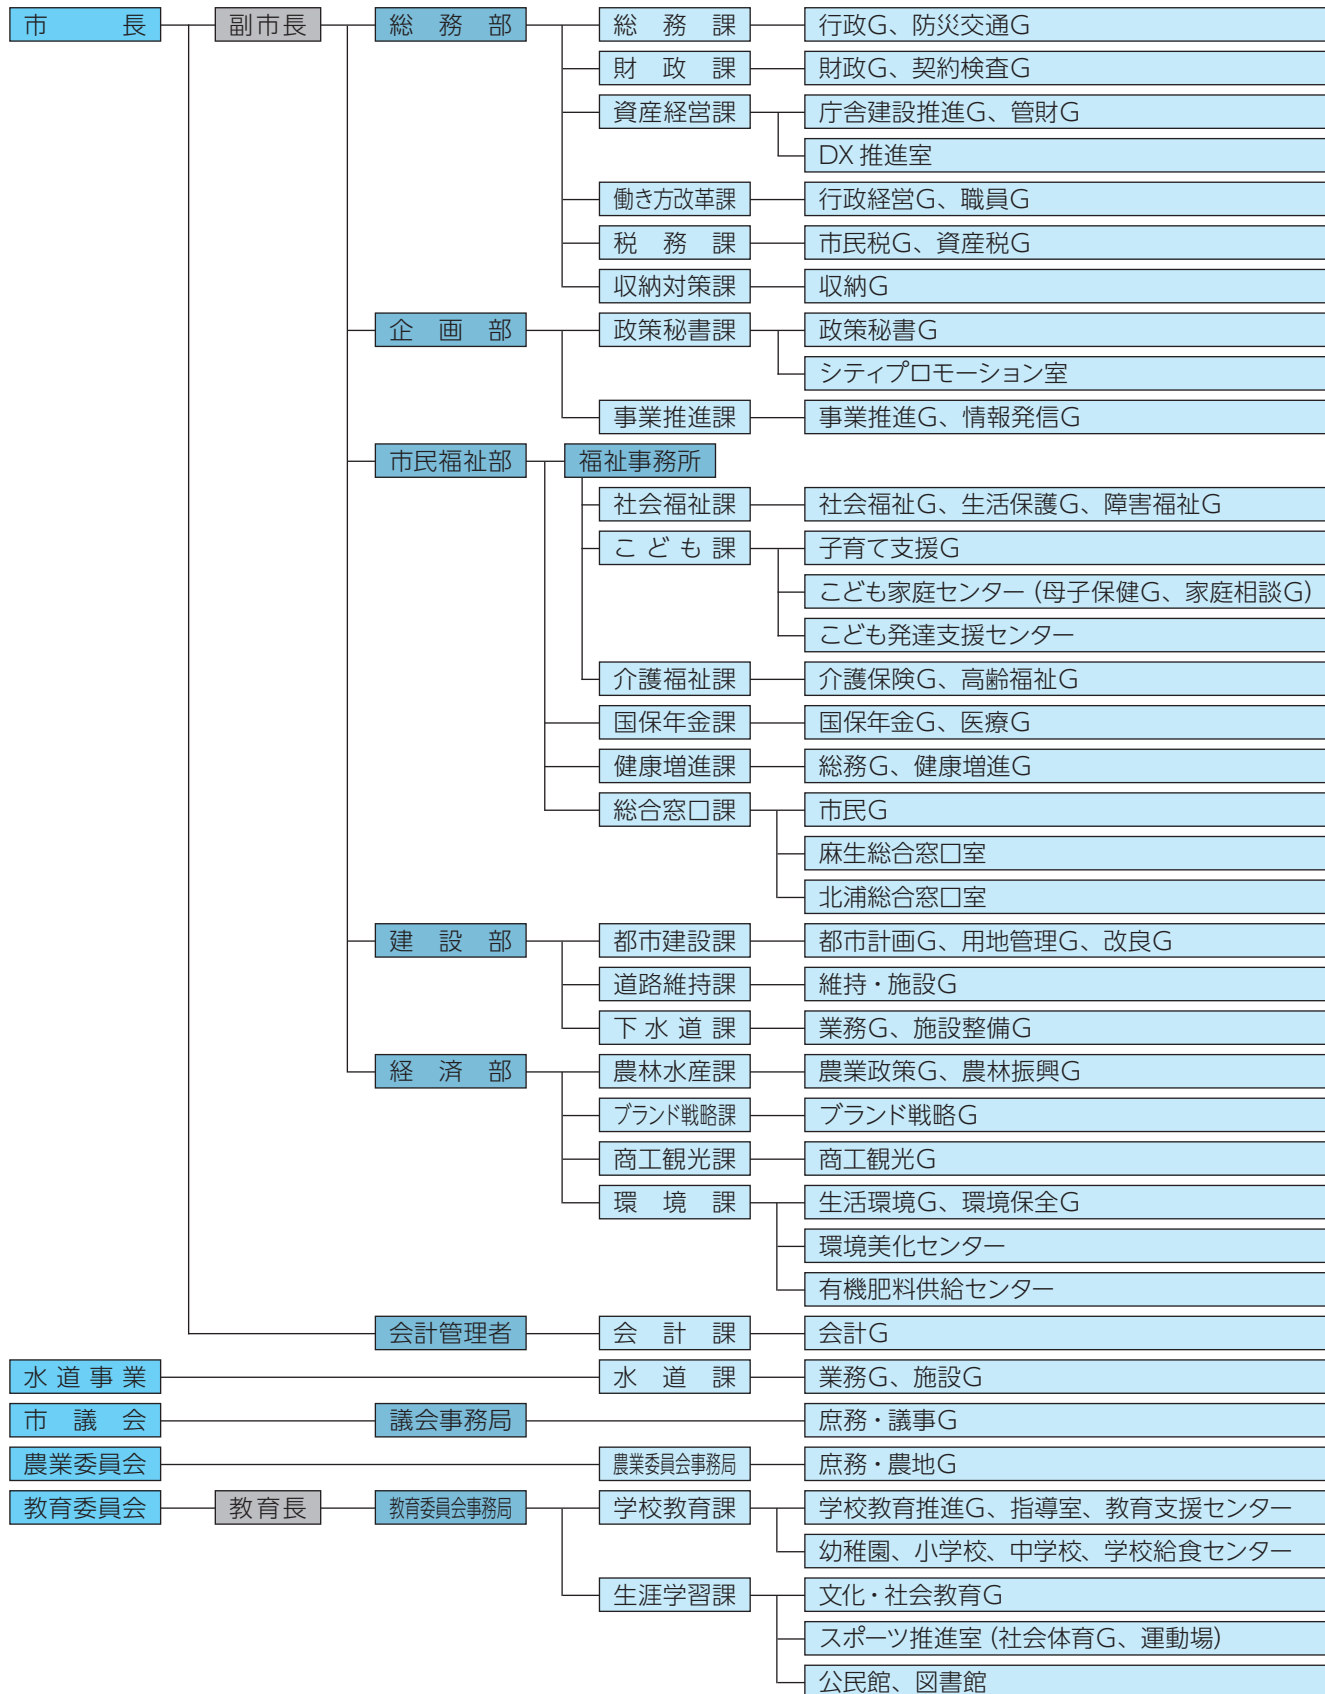 市長 副市長 総務部 総務課 行政G、防災交通G
財政課 財政G、契約検査G
資産経営課 庁舎建設推進G、管財G
DX推進室
働き方改革課 行政経営G、職員G
税務課 市民税G、資産税G
収納対策課 収納G
企画部 政策秘書課 政策秘書G
シティプロモーション室
事業推進課 事業推進G、情報発信G
市民福祉部 福祉事務所
社会福祉課 社会福祉G、生活保護G、障害福祉G
こども課 子育て支援G
こども家庭センター(母子保健G、家庭相談G)
こども発達支援センター
介護福祉課 介護保険G、高齢福祉G
国保年金課 国保年金G、医療G
健康増進課 総務G、健康増進G
総合窓口課 市民G
麻生総合窓口室
北浦総合窓口室
建設部 都市建設課 都市計画G、用地管理G、改良G
道路維持課 維持・施設G
下水道課 業務G、施設整備G
経済部 農林水産課 農業政策G、農林振興G
ブランド戦略課 ブランド戦略G
商工観光課 商工観光G
環境課 生活環境G、環境保全G
環境美化センター
有機肥料供給センター
会計管理者 会計課 会計G
水道事業 水道課 業務G、施設G
市議会 議会事務局 庶務・議事G
農業委員会 農業委員会事務局 庶務・農地G
教育委員会 教育長 教育委員会事務局 学校教育課 学校教育推進G、指導室、教育支援センター
幼稚園、小学校、中学校、学校給食センター
生涯学習課 文化・社会教育G
スポーツ推進室(社会体育G、運動場)
公民館、図書館